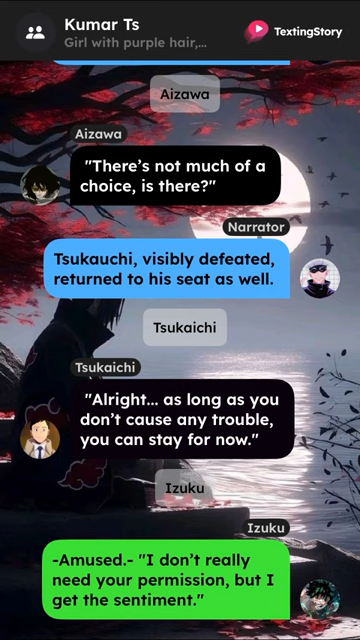 Kumar Ts
Girl with purple hair,...
TextingStory
Aizawa
Aizawa
"There's not much of a
choice, is there?"
Narrator
Tsukauchi, visibly defeated,
returned to his seat as well.
Tsukaichi
Tsukaichi
"Alright... as long as you
don't cause any trouble,
you can stay for now."
Izuku
Izuku
-Amused.- "I don't really
need your permission, but I
get the sentiment."